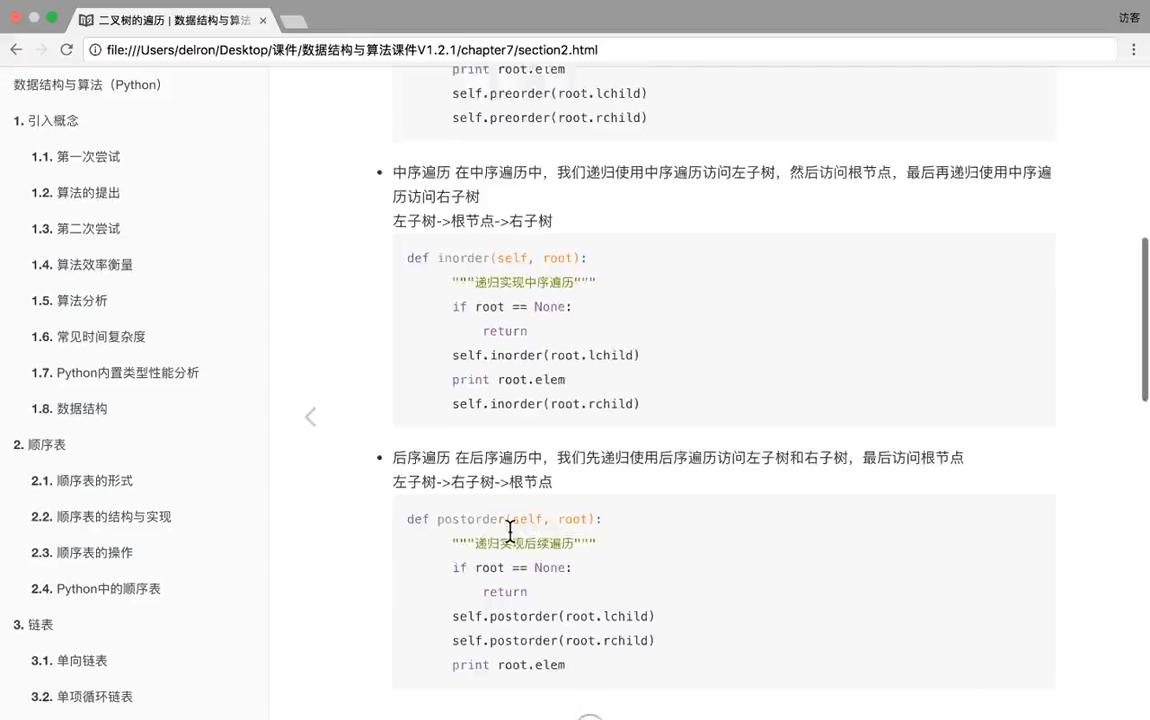 二叉树的遍历 | 数据结构与算法
访客
file:///Users/delron/Desktop/课件/数据结构与算法课件V1.2.1/chapter7/section2.html
数据结构与算法（Python）
1. 引入概念
1.1. 第一次尝试
1.2. 算法的提出
1.3. 第二次尝试
1.4. 算法效率衡量
1.5. 算法分析
1.6. 常见时间复杂度
1.7. Python内置类型性能分析
1.8. 数据结构
2. 顺序表
2.1. 顺序表的形式
2.2. 顺序表的结构与实现
2.3. 顺序表的操作
2.4. Python中的顺序表
3. 链表
3.1. 单向链表
3.2. 单项循环链表
print root.elem
self.preorder(root.lchild)
self.preorder(root.rchild)
• 中序遍历 在中序遍历中，我们递归使用中序遍历访问左子树，然后访问根节点，最后再递归使用中序遍
历访问右子树
左子树->根节点->右子树
def inorder(self, root):
"""递归实现中序遍历"""
if root == None:
return
self.inorder(root.lchild)
print root.elem
self.inorder(root.rchild)
• 后序遍历 在后序遍历中，我们先递归使用后序遍历访问左子树和右子树，最后访问根节点
左子树->右子树->根节点
def postorder(self, root):
"""递归实现后续遍历"""
if root == None:
return
self.postorder(root.lchild)
self.postorder(root.rchild)
print root.elem